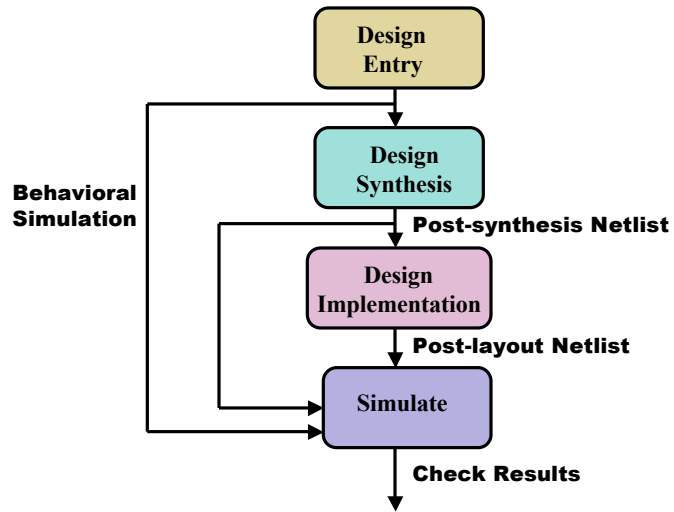 Design
Entry
Design
Synthesis
Behavioral
Simulation
Post-synthesis Netlist
Design
Implementation
Post-layout Netlist
Simulate
Check Results